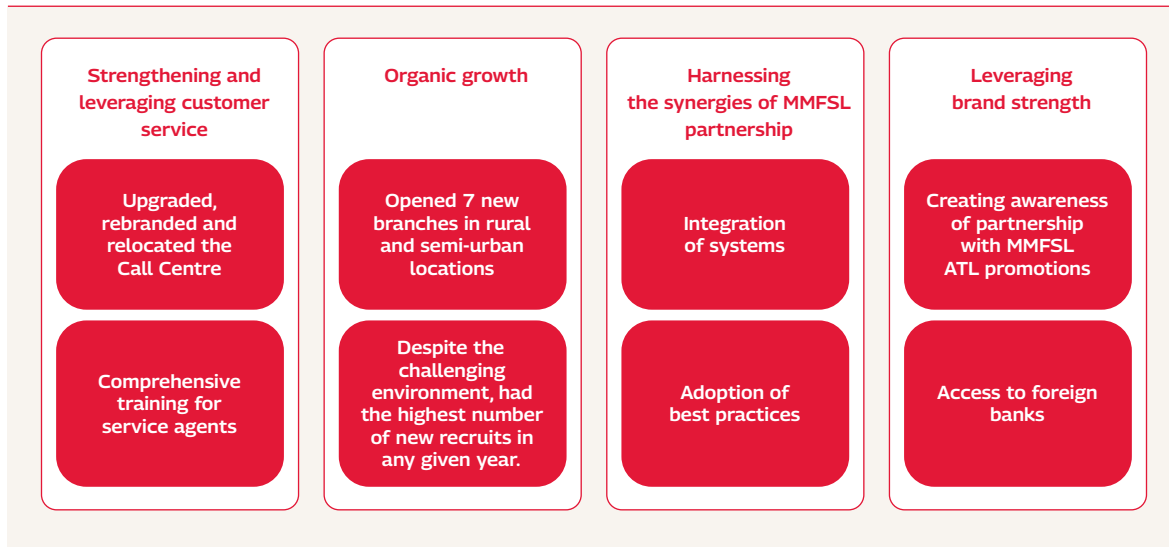 Strengthening and
leveraging customer
service
Upgraded,
rebranded and
relocated the
Call Centre
Comprehensive
training for
service agents
Organic growth
Opened 7 new
branches in rural
and semi-urban
locations
Despite the
challenging
environment, had
the highest number
of new recruits in
any given year.
Harnessing
the synergies of MMFSL
partnership
Integration
of systems
Adoption of
best practices
Leveraging
brand strength
Creating awareness
of partnership
with MMFSL
ATL promotions
Access to foreign
banks